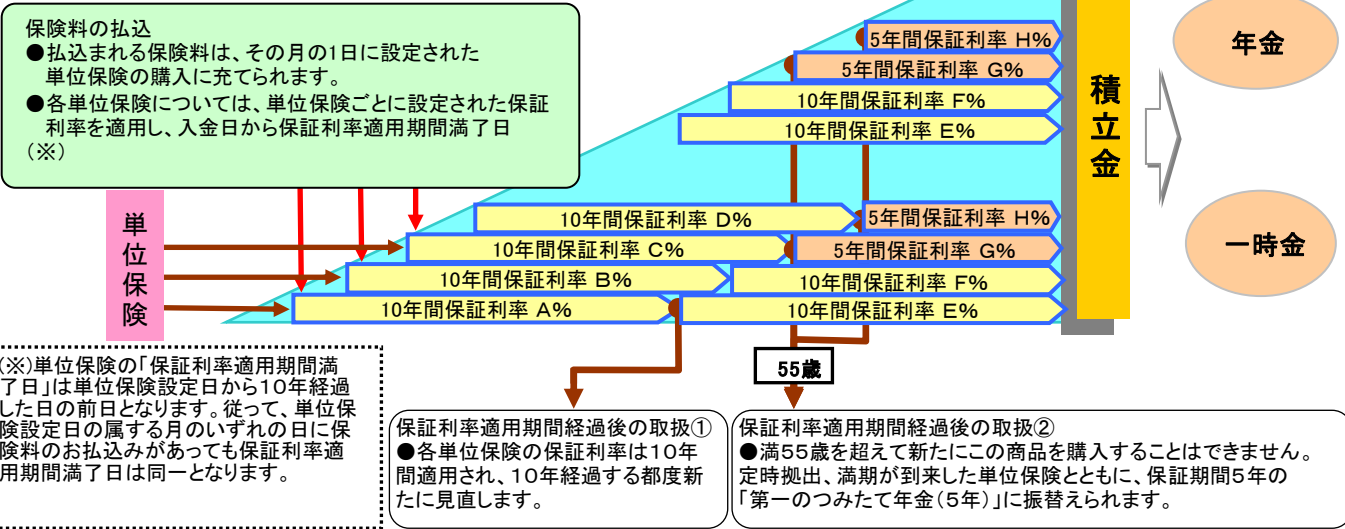 保険料の払込
●払込まれる保険料は、その月の1日に設定された
単位保険の購入に充てられます。
●各単位保険については、単位保険ごとに設定された保証
利率を適用し、入金日から保証利率適用期間満了日
(※)
5年間保証利率 H%
5年間保証利率 G%
10年間保証利率 F%
10年間保証利率 E%
積立金
年金
一時金
単位保険
10年間保証利率 D%
5年間保証利率 H%
10年間保証利率 C%
5年間保証利率 G%
10年間保証利率 B%
10年間保証利率 F%
10年間保証利率 A%
10年間保証利率 E%
55歳
(※)単位保険の「保証利率適用期間満
了日」は単位保険設定日から10年経過
した日の前日となります。従って、単位保
険設定日の属する月のいずれの日に保
険料のお払込みがあっても保証利率適
用期間満了日は同一となります。
保証利率適用期間経過後の取扱①
●各単位保険の保証利率は10年
間適用され、10年経過する都度新
たに見直します。
保証利率適用期間経過後の取扱②
●満55歳を超えて新たにこの商品を購入することはできません。
定時拠出、満期が到来した単位保険とともに、保証期間5年の
「第一のつみたて年金(5年)」に振替えられます。